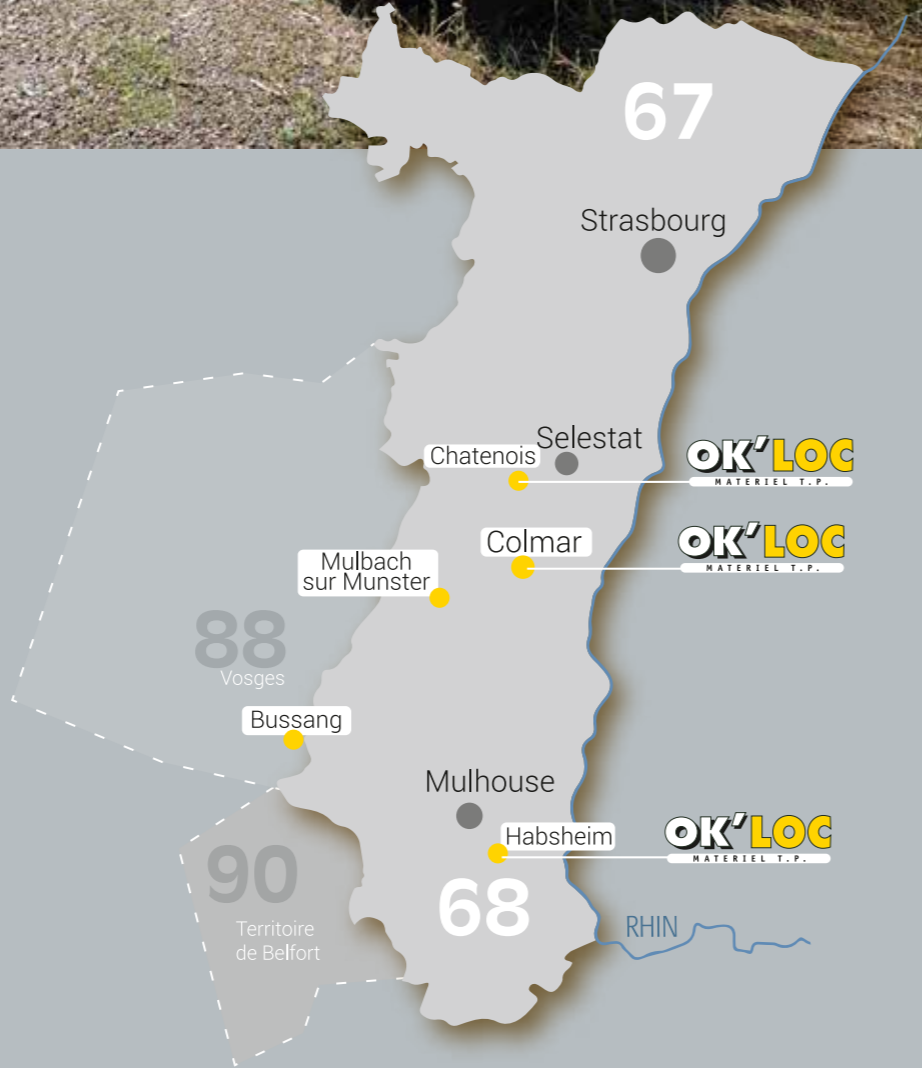 67
Strasbourg
Selestat
Chatenois
OK'LOC
MATERIEL T.P.
Colmar
OK'LOC
MATERIEL T.P.
Mulbach
sur Munster
88
Vosges
Bussang
Mulhouse
Habsheim
OK'LOC
MATERIEL T.P.
90
Territoire
de Belfort
68
RHIN